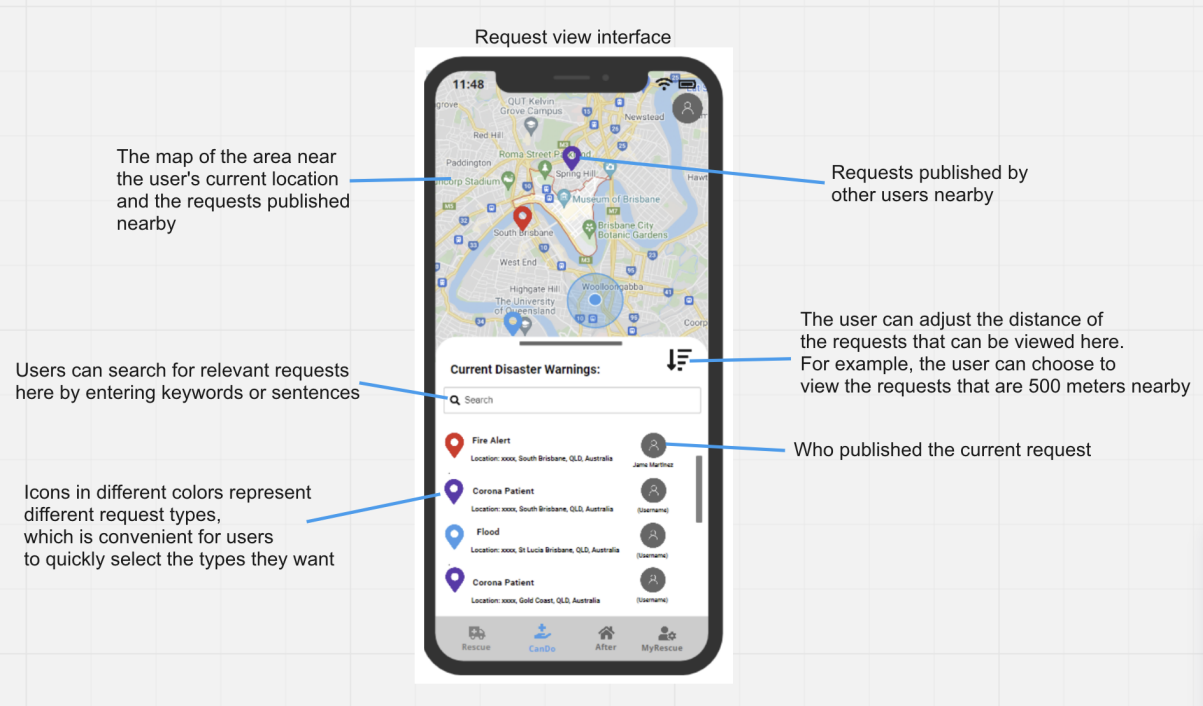 Request view interface
11:48
QUT Kelvin
Grove Campus
Newstead
Red Hill
Paddington
Roma Street
Spring Hill
Museum of Brisbane
South Brisbane
Brisbane City
Botanic Gardens
West End
Highgate Hill
Woolloongabba
The University
of Queensland
The map of the area near
the user's current location
and the requests published
nearby
Requests published by
other users nearby
The user can adjust the distance of
the requests that can be viewed here.
For example, the user can choose to
view the requests that are 500 meters nearby
Current Disaster Warnings:
Users can search for relevant requests
here by entering keywords or sentences
Search
Fire Alert
Location: xxxx, South Brisbane, QLD, Australia
Jame Martinez
Who published the current request
Icons in different colors represent
different request types,
which is convenient for users
to quickly select the types they want
Corona Patient
Location: xxxx, South Brisbane, QLD, Australia
(Username)
Flood
Location: xxxx, St Lucia Brisbane, QLD, Australia
(Username)
Corona Patient
Location: xxxx, Gold Coast, QLD, Australia
(Username)
Rescue
CanDo
After
MyRescue